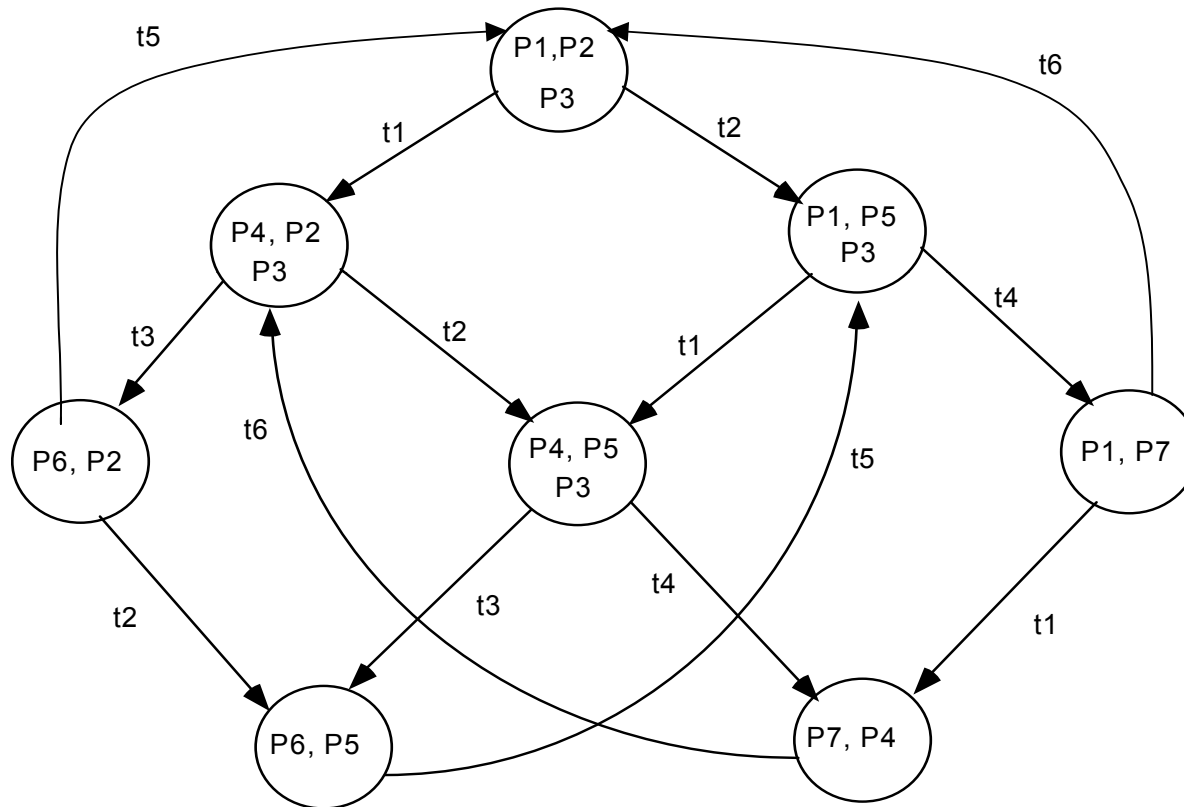 t5
P1,P2
P3
t6
t1
t2
P4, P2
P3
P1, P5
P3
t3
t2
t1
t4
t6
P4, P5
P3
t5
P6, P2
P1, P7
t2
t3
t4
t1
P6, P5
P7, P4